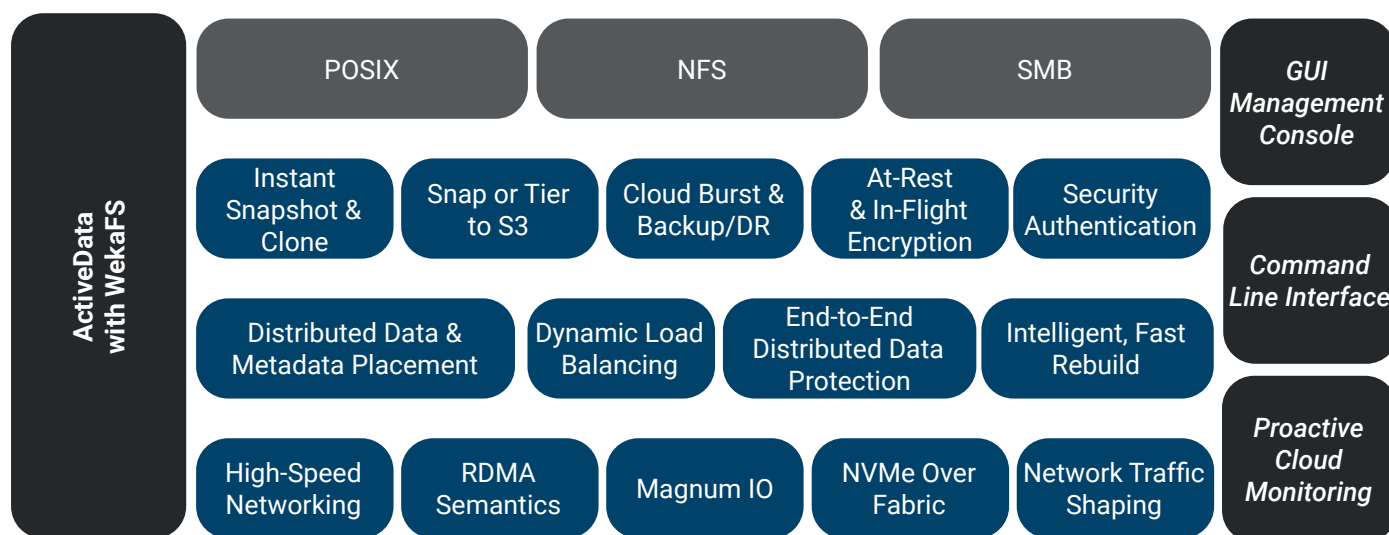 ActiveData
with WekaFS
POSIX
NFS
SMB
Instant
Snapshot &
Clone
Snap or Tier
to S3
Cloud Burst &
Backup/DR
At-Rest
& In-Flight
Encryption
Security
Authentication
Distributed Data &
Metadata Placement
Dynamic Load
Balancing
End-to-End
Distributed Data
Protection
Intelligent, Fast
Rebuild
High-Speed
Networking
RDMA
Semantics
Magnum IO
NVMe Over
Fabric
Network Traffic
Shaping
GUI
Management
Console
Command
Line Interface
Proactive
Cloud
Monitoring